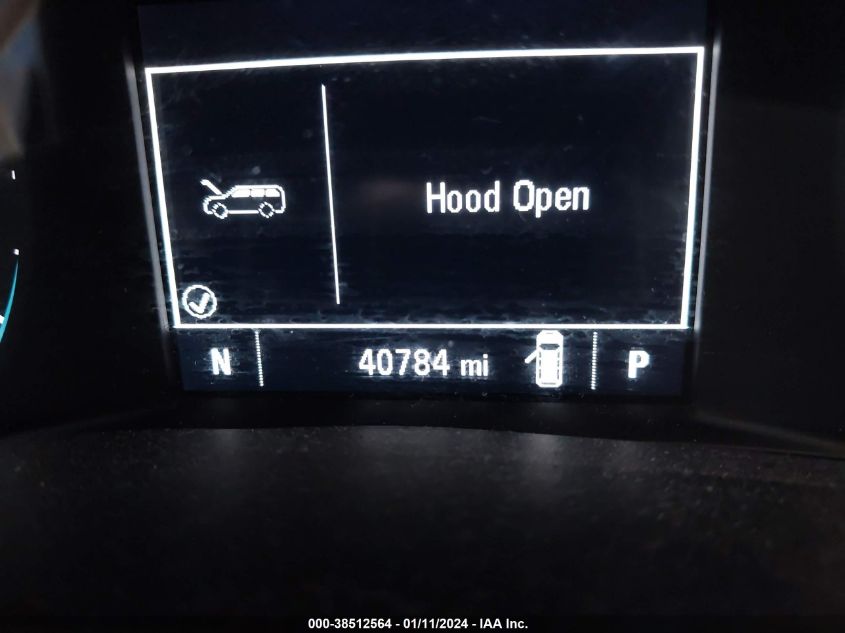 Hood Open
N 40784 mi P
000-38512564 - 01/11/2024 - IAA Inc.